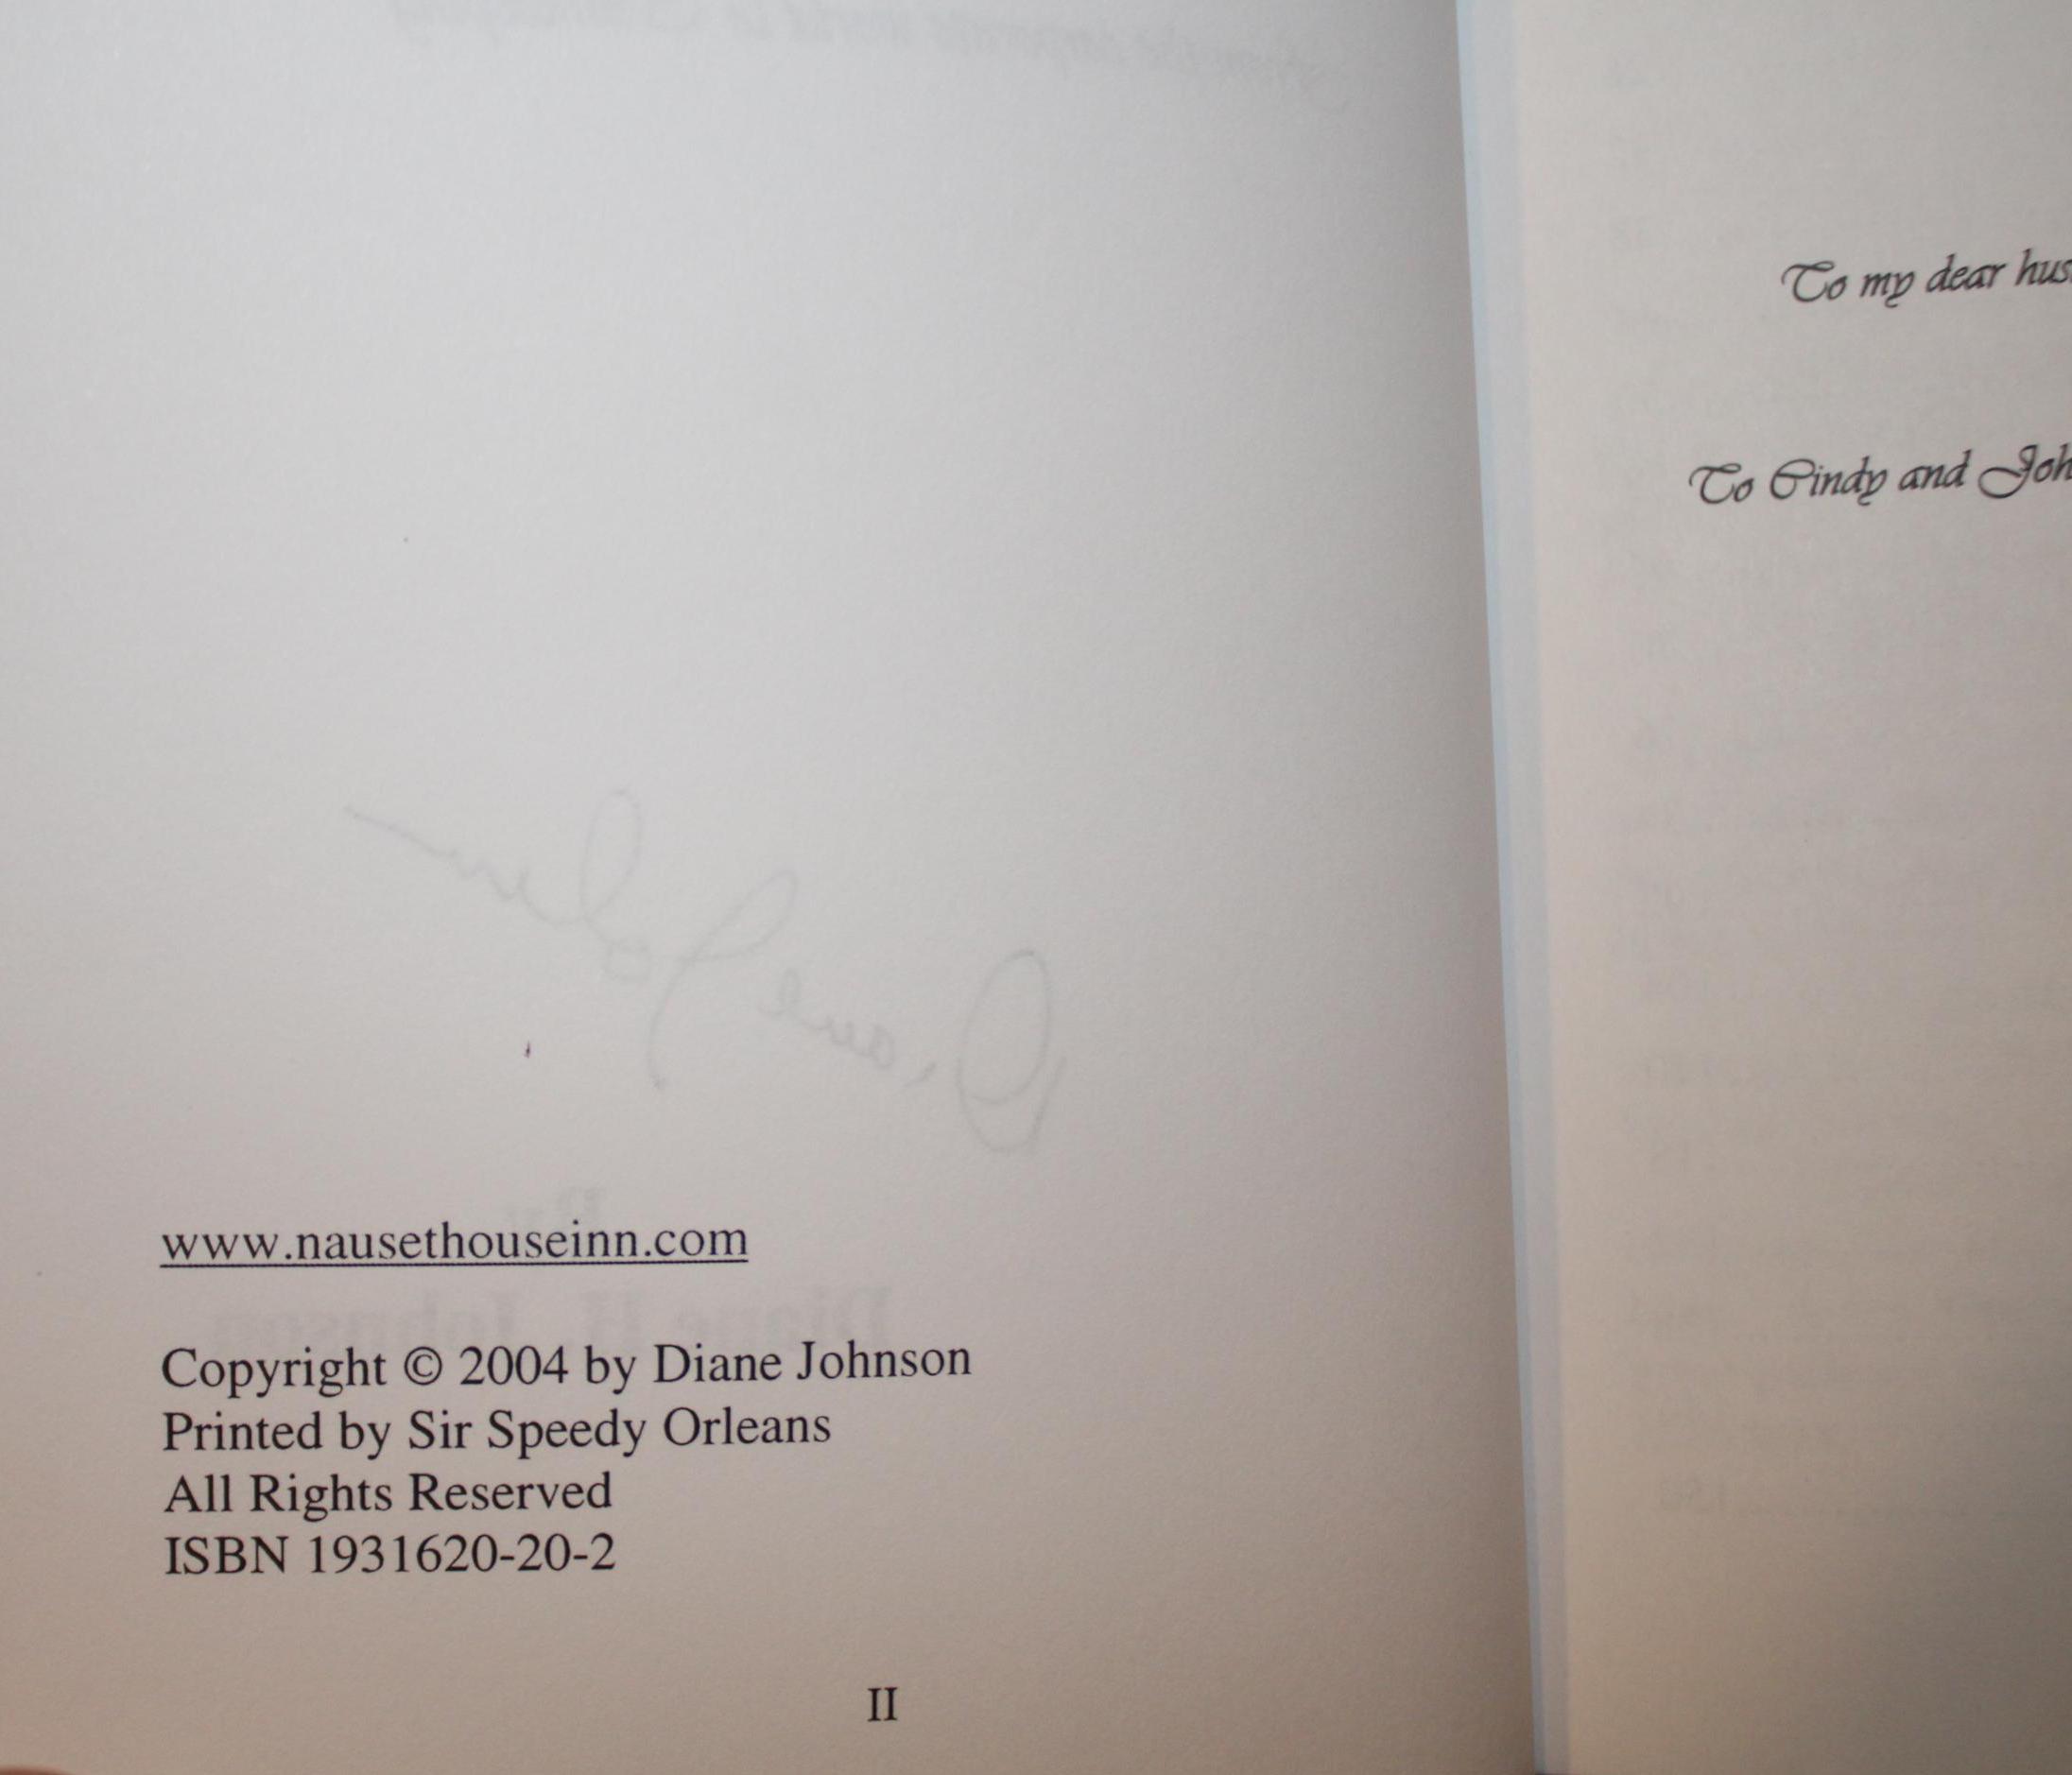 www.nausethouseinn.com
Copyright © 2004 by Diane Johnson
Printed by Sir Speedy Orleans
All Rights Reserved
ISBN 1931620-20-2
II
To my dear hus
To Cindy and Joh